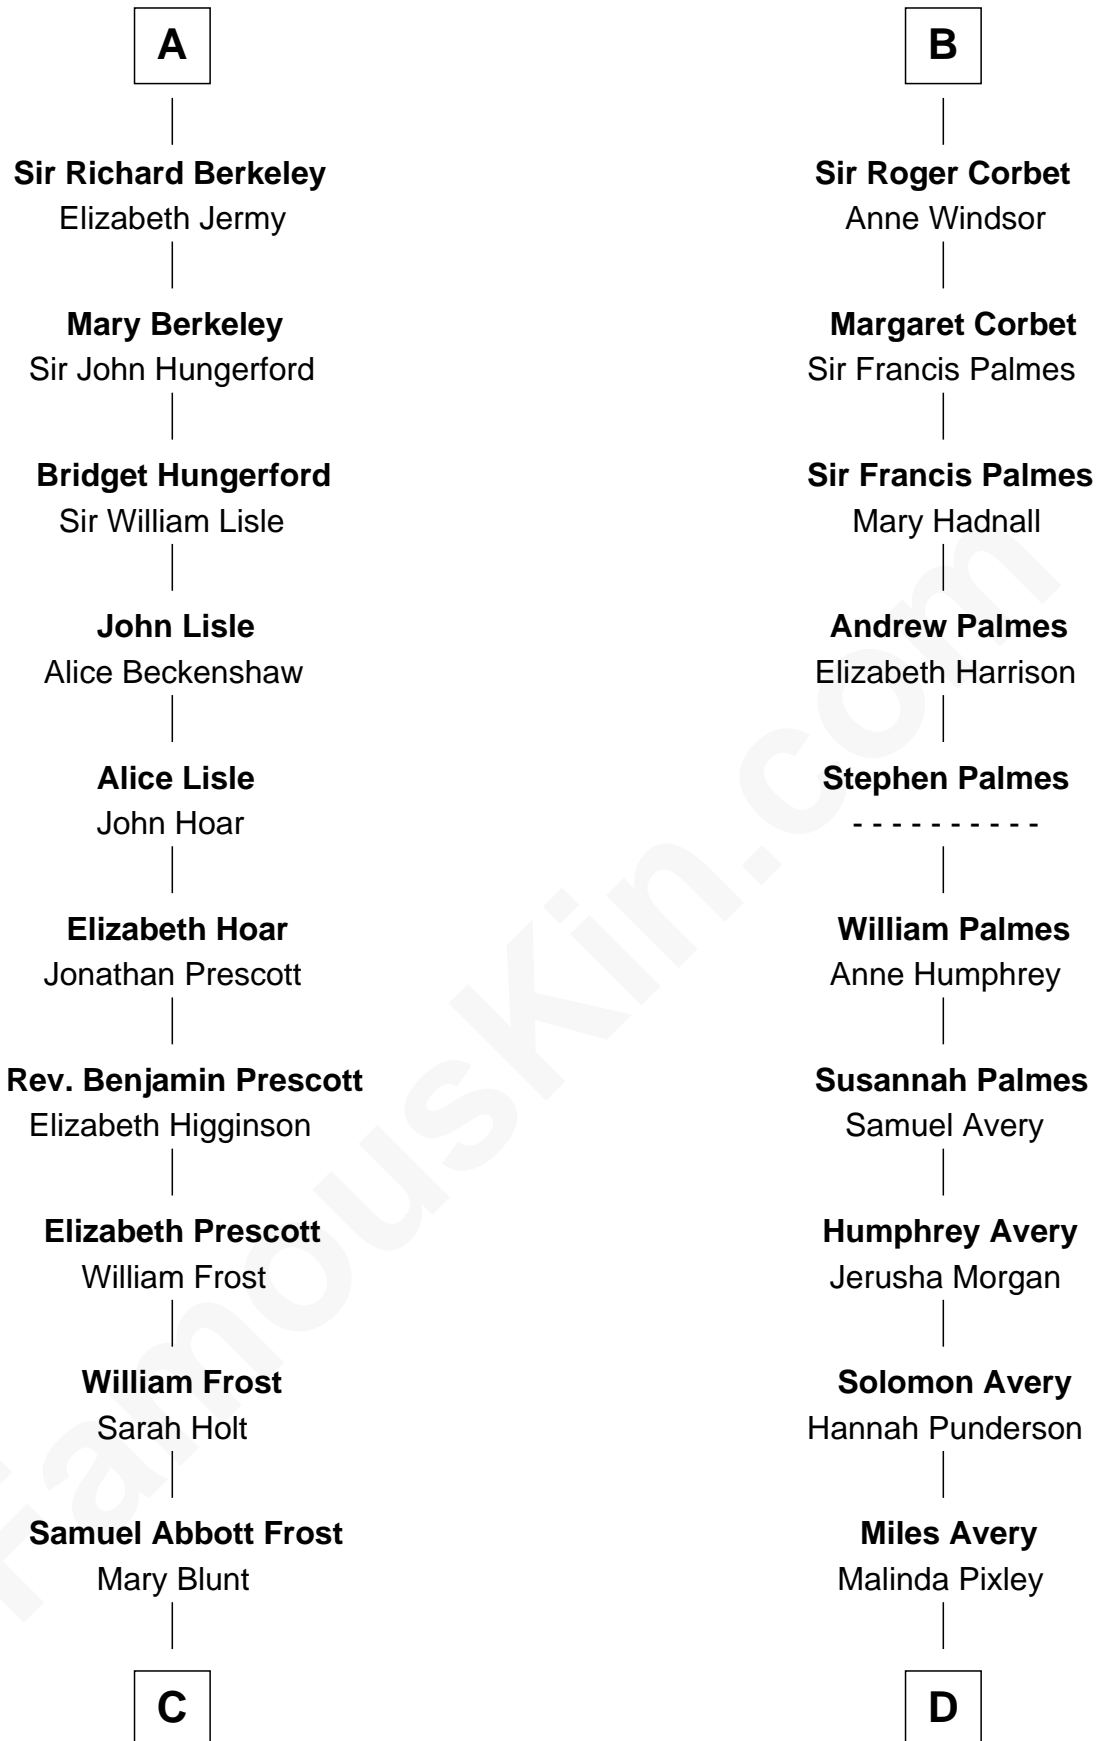 A
Sir Richard Berkeley
Elizabeth Jermy
Mary Berkeley
Sir John Hungerford
Bridget Hungerford
Sir William Lisle
John Lisle
Alice Beckenshaw
Alice Lisle
John Hoar
Elizabeth Hoar
Jonathan Prescott
Rev. Benjamin Prescott
Elizabeth Higginson
Elizabeth Prescott
William Frost
William Frost
Sarah Holt
Samuel Abbott Frost
Mary Blunt
C
B
Sir Roger Corbet
Anne Windsor
Margaret Corbet
Sir Francis Palmes
Sir Francis Palmes
Mary Hadnall
Andrew Palmes
Elizabeth Harrison
Stephen Palmes
- - - - - - - - - -
William Palmes
Anne Humphrey
Susannah Palmes
Samuel Avery
Humphrey Avery
Jerusha Morgan
Solomon Avery
Hannah Punderson
Miles Avery
Malinda Pixley
D
FamousKin.com